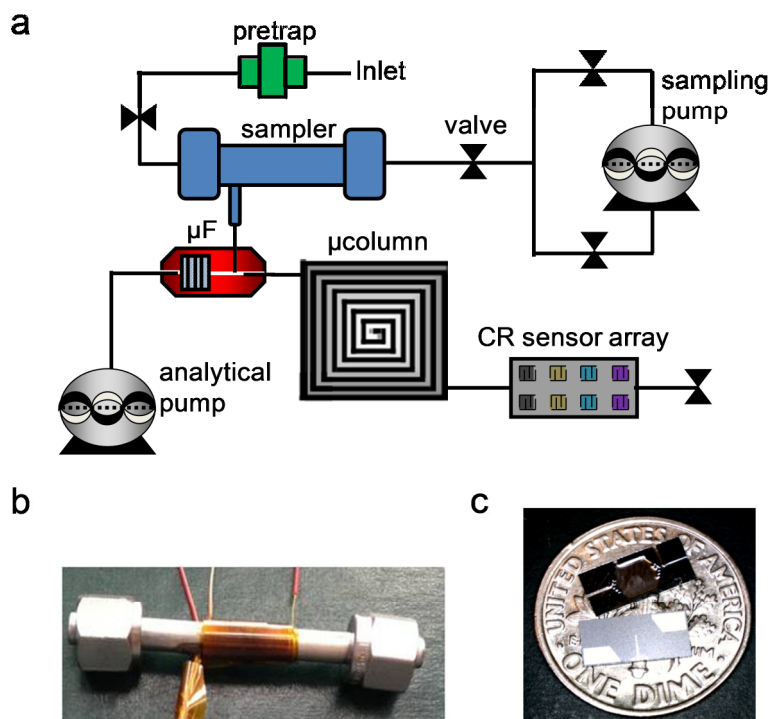 a
pretrap
Inlet
sampler
valve
sampling
pump
µF
µcolumn
CR sensor array
analytical
pump
b
c
UNITED STATES OF AMERICA
ONE DIME